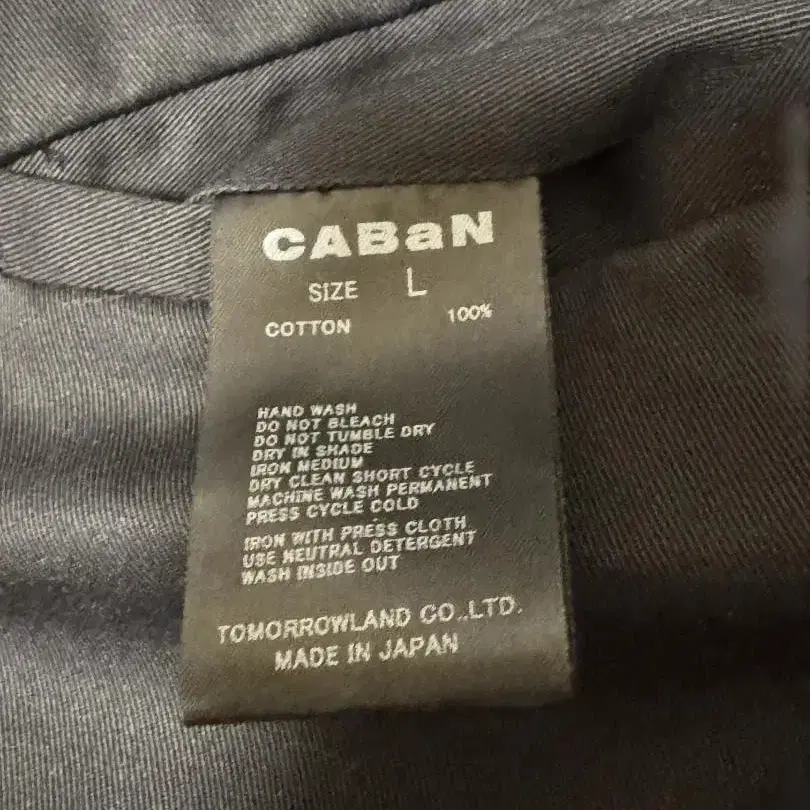 CABaN
SIZE L
COTTON 100%
HAND WASH
DO NOT BLEACH
DO NOT TUMBLE DRY
DRY IN SHADE
IRON MEDIUM
DRY CLEAN SHORT CYCLE
MACHINE WASH PERMANENT
PRESS CYCLE COLD
IRON WITH PRESS CLOTH
USE NEUTRAL DETERGENT
WASH INSIDE OUT
TOMORROWLAND CO.,LTD.
MADE IN JAPAN